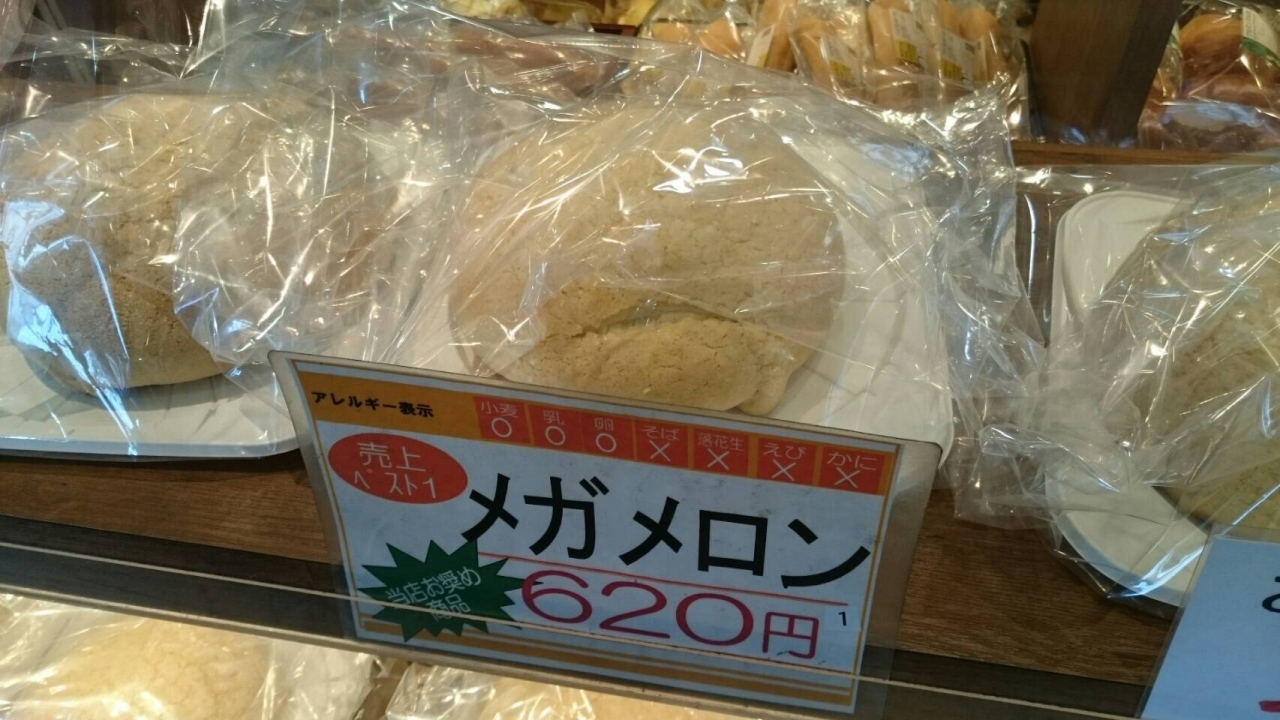 アレルギー表示
小麦 乳 卵 そば 落花生 えび かに
○ ○ ○ × × × ×
売上
ベスト1
メガメロン
当店お奨め
商品
620円
1